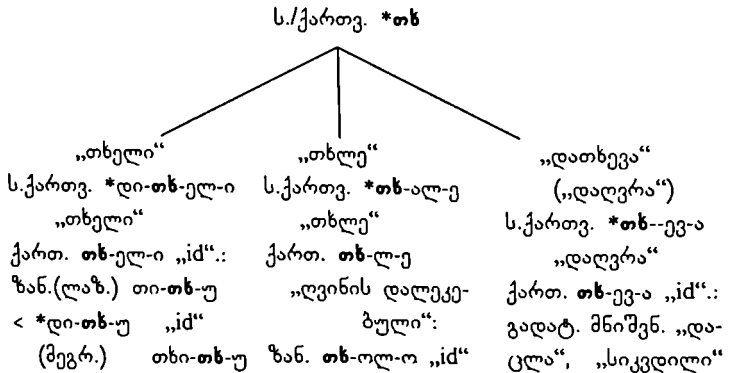 ს./ქართვ. *თხ
„თხელი“
ს.ქართვ. *დი-თხ-ელ-ი
„თხელი“
ქართ. თხ-ელ-ი „id“.:
ზან.(ლაზ.) თი-თხ-უ
< *დი-თხ-უ „id“
(მეგრ.) თხი-თხ-უ
„თხლე“
ს.ქართვ. *თხ-ალ-ე
„თხლე“
ქართ. თხ-ლ-ე
„ღვინის დალეკე-
ბული“:
ზან. თხ-ოლ-ო „id“
„დათხევა“
(„დაღვრა“)
ს.ქართვ. *თხ--ევ-ა
„დაღვრა“
ქართ. თხ-ევ-ა „id“.:
გადატ. მნიშვნ. „და-
ცლა“, „სიკვდილი“